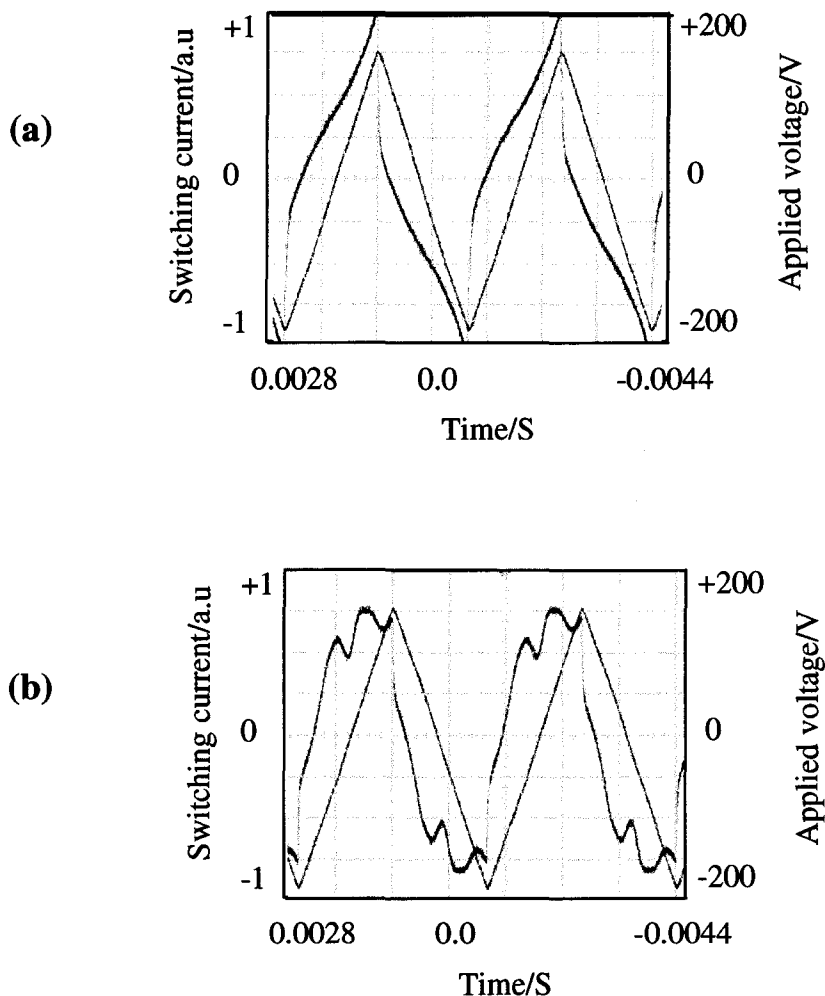 (a)
Switching current/a.u
+1
0
-1
+200
0
-200
Applied voltage/V
0.0028 0.0 -0.0044
Time/S
(b)
Switching current/a.u
+1
0
-1
+200
0
-200
Applied voltage/V
0.0028 0.0 -0.0044
Time/S